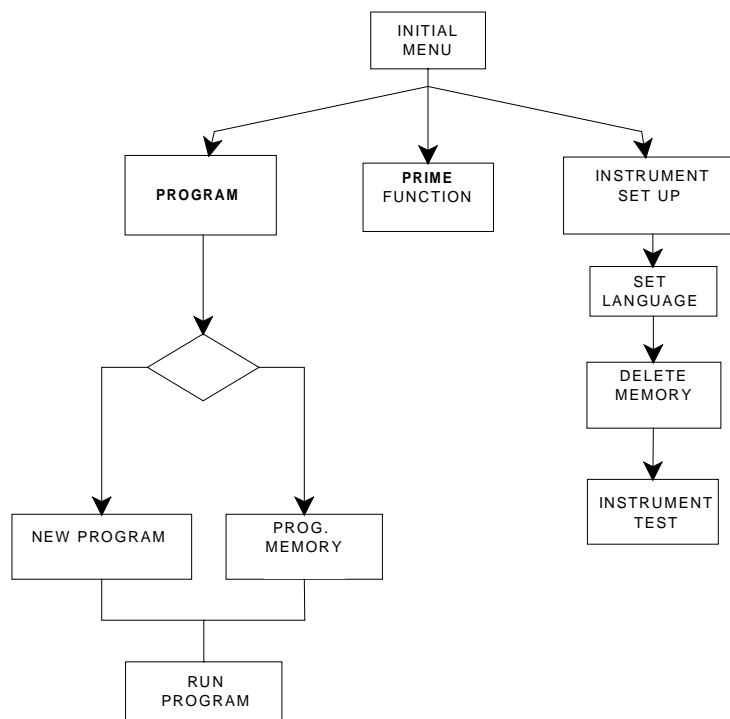 INITIAL
MENU
PROGRAM
PRIME
FUNCTION
INSTRUMENT
SET UP
SET
LANGUAGE
DELETE
MEMORY
NEW PROGRAM
PROG.
MEMORY
INSTRUMENT
TEST
RUN
PROGRAM